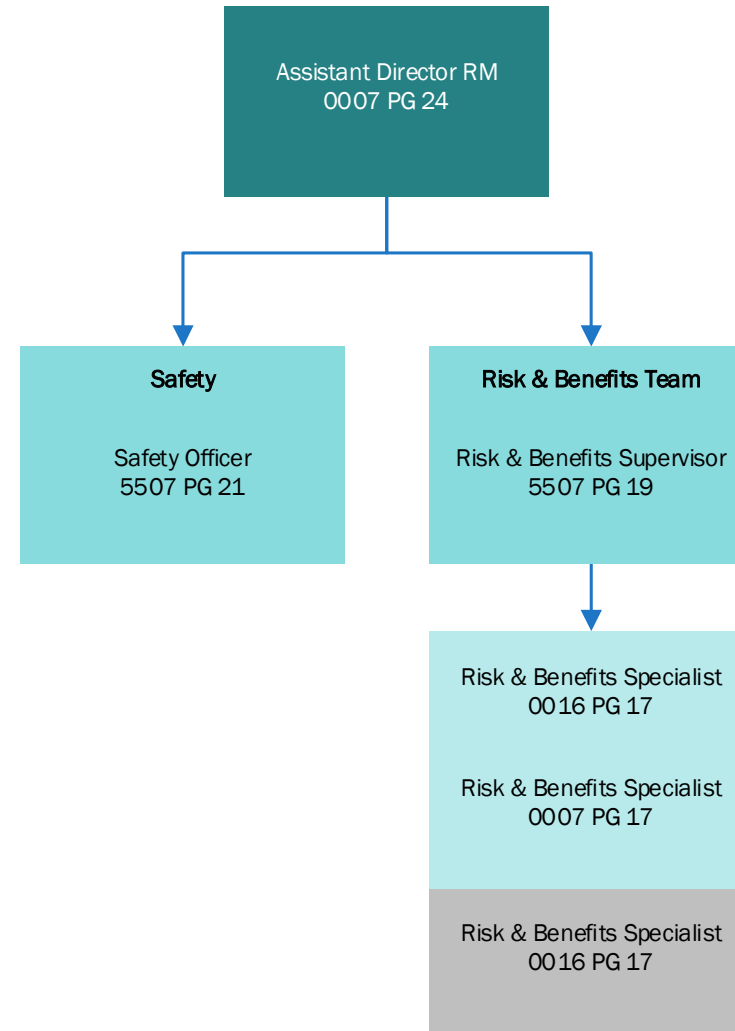 Assistant Director RM
0007 PG 24
Safety
Safety Officer
5507 PG 21
Risk & Benefits Team
Risk & Benefits Supervisor
5507 PG 19
Risk & Benefits Specialist
0016 PG 17
Risk & Benefits Specialist
0007 PG 17
Risk & Benefits Specialist
0016 PG 17